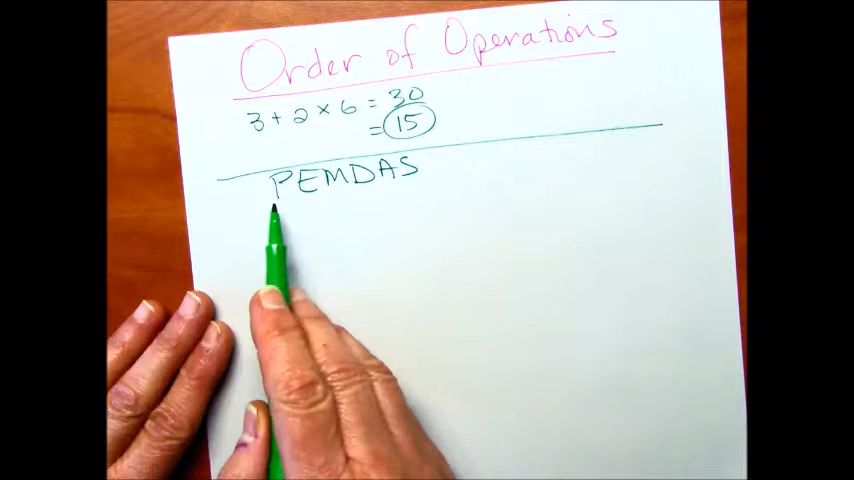 Order of Operations
3 + 2 × 6 = 30
= 15
PEMDAS